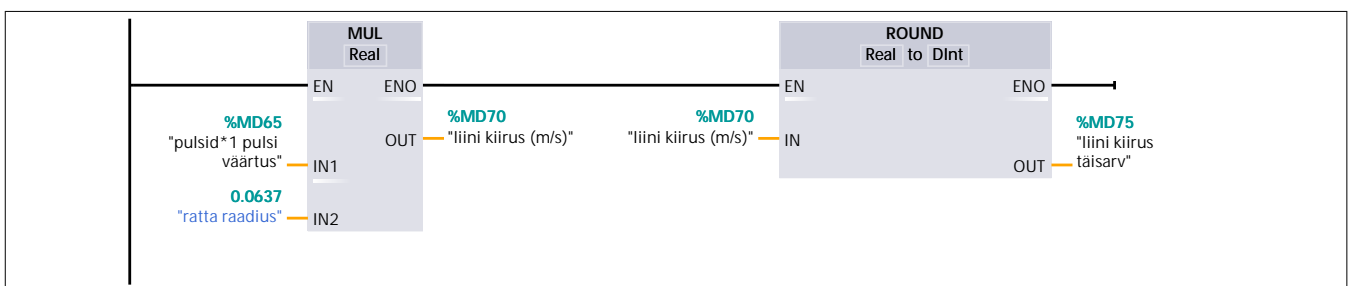 MUL
Real
EN ENO
%MD65
"pulsid*1 pulsi
väärtus"
IN1
0.0637
"ratta raadius"
IN2
OUT
%MD70
"liini kiirus (m/s)"
ROUND
Real to DInt
EN ENO
%MD70
"liini kiirus (m/s)"
IN
OUT
%MD75
"liini kiirus
täisarv"